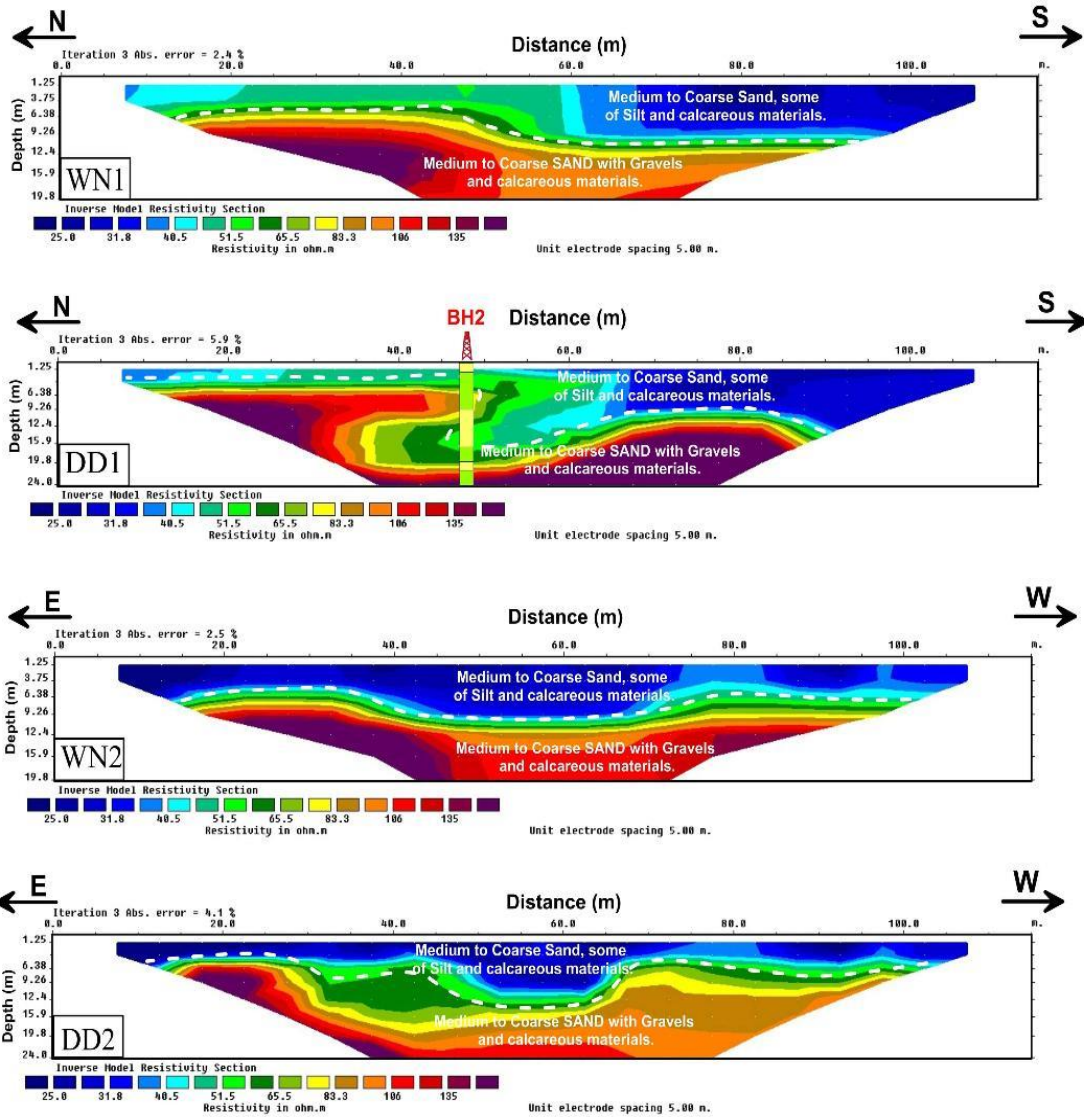 N
S
Distance (m)
Iteration 3 Abs. error = 2.4 %
0.0 20.0 40.0 60.0 80.0 100.0 m.
Depth (m)
1.25
3.75
6.38
9.26
12.4
15.9
19.8
Medium to Coarse Sand, some
of Silt and calcareous materials.
Medium to Coarse SAND with Gravels
and calcareous materials.
WN1
Inverse Model Resistivity Section
25.0 31.8 40.5 51.5 65.5 83.3 106 135
Resistivity in ohm.m
Unit electrode spacing 5.00 m.
N
S
BH2
Distance (m)
Iteration 3 Abs. error = 5.9 %
0.0 20.0 40.0 60.0 80.0 100.0 m.
Depth (m)
1.25
6.38
9.26
12.4
15.9
19.8
24.0
Medium to Coarse Sand, some
of Silt and calcareous materials.
Medium to Coarse SAND with Gravels
and calcareous materials.
DD1
Inverse Model Resistivity Section
25.0 31.8 40.5 51.5 65.5 83.3 106 135
Resistivity in ohm.m
Unit electrode spacing 5.00 m.
E
W
Distance (m)
Iteration 3 Abs. error = 2.5 %
0.0 20.0 40.0 60.0 80.0 100.0 m.
Depth (m)
1.25
3.75
6.38
9.26
12.4
15.9
19.8
Medium to Coarse Sand, some
of Silt and calcareous materials.
Medium to Coarse SAND with Gravels
and calcareous materials.
WN2
Inverse Model Resistivity Section
25.0 31.8 40.5 51.5 65.5 83.3 106 135
Resistivity in ohm.m
Unit electrode spacing 5.00 m.
E
W
Distance (m)
Iteration 3 Abs. error = 4.1 %
0.0 20.0 40.0 60.0 80.0 100.0 m.
Depth (m)
1.25
6.38
9.26
12.4
15.9
19.8
24.0
Medium to Coarse Sand, some
of Silt and calcareous materials.
Medium to Coarse SAND with Gravels
and calcareous materials.
DD2
Inverse Model Resistivity Section
25.0 31.8 40.5 51.5 65.5 83.3 106 135
Resistivity in ohm.m
Unit electrode spacing 5.00 m.